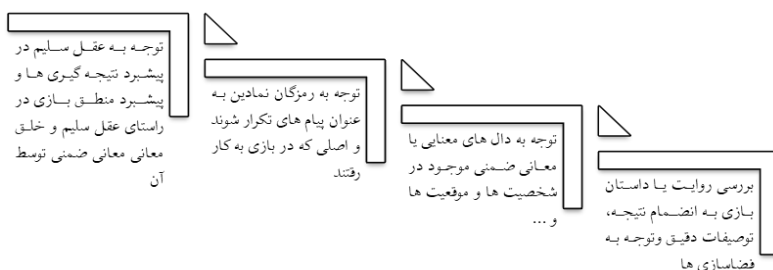 توجه به عقل سلیم در
پیشبرد نتیجه گیری ها و
پیشبرد منطق بازی در
راستای عقل سلیم و خلق
معانی معانی ضمنی توسط
آن
توجه به رمزگان نمادین به
عنوان پیام های تکرار شوند
و اصلی که در بازی به کار
رفتند
توجه به دال های معنایی یا
معانی ضمنی موجود در
شخصیت ها و موقعیت ها
و ...
بررسی روایت یا داستان
بازی به انضمام نتیجه،
توصیفات دقیق وتوجه به
فضاسازی ها